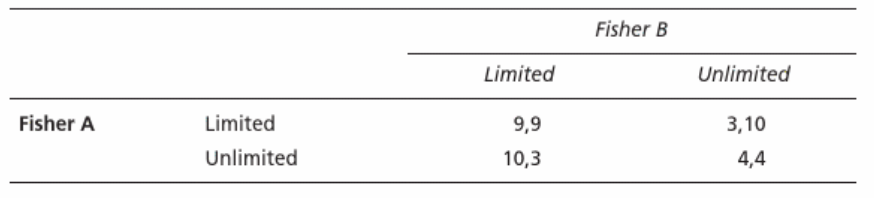 Fisher B
Limited Unlimited
Fisher A Limited 9,9 3,10
Unlimited 10,3 4,4